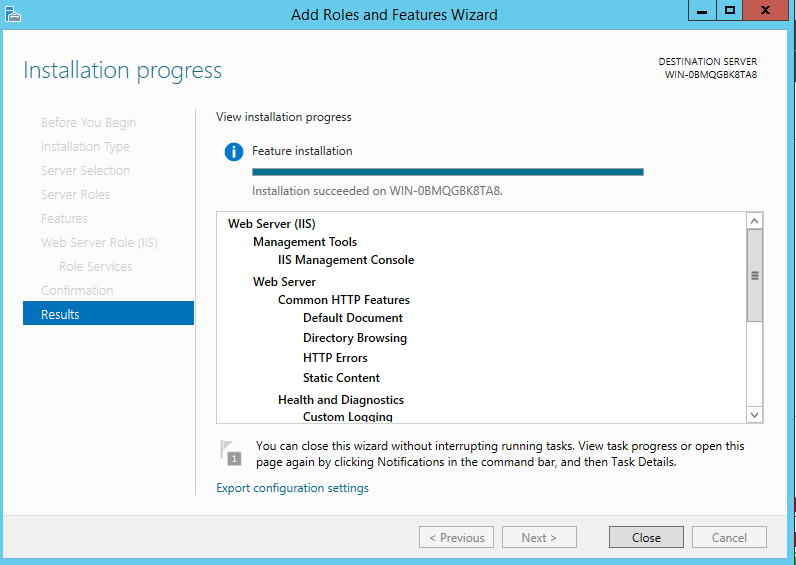 Add Roles and Features Wizard
Installation progress
DESTINATION SERVER
WIN-0BMQGBK8TA8
Before You Begin
Installation Type
Server Selection
Server Roles
Features
Web Server Role (IIS)
Role Services
Confirmation
Results
View installation progress
Feature installation
Installation succeeded on WIN-0BMQGBK8TA8.
Web Server (IIS)
Management Tools
IIS Management Console
Web Server
Common HTTP Features
Default Document
Directory Browsing
HTTP Errors
Static Content
Health and Diagnostics
Custom Logging
1
You can close this wizard without interrupting running tasks. View task progress or open this
page again by clicking Notifications in the command bar, and then Task Details.
Export configuration settings
< Previous
Next >
Close
Cancel